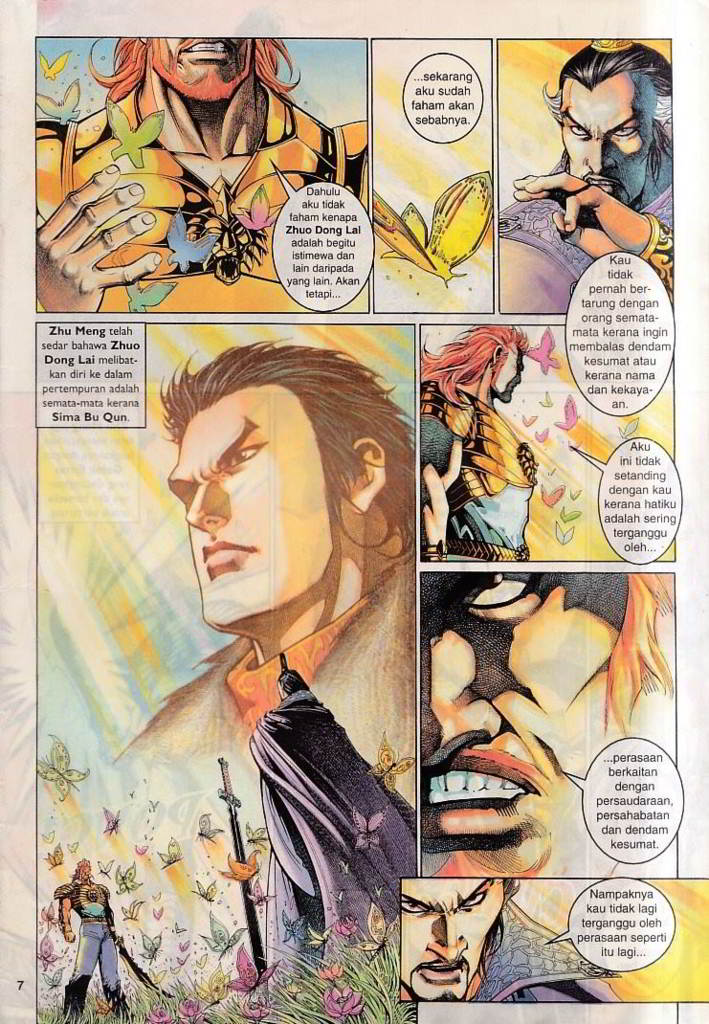 Dahulu
aku tidak
faham kenapa
Zhuo Dong Lai
adalah begitu
istimewa dan
lain daripada
yang lain. Akan
tetapi...
...sekarang
aku sudah
faham akan
sebabnya.
Kau
tidak
pernah ber-
tarung dengan
orang semata-
mata kerana ingin
membalas dendam
kesumat atau
kerana nama
dan kekaya-
an.
Zhu Meng telah
sedar bahawa Zhuo
Dong Lai melibat-
kan diri ke dalam
pertempuran adalah
semata-mata kerana
Sima Bu Qun.
Aku
ini tidak
setanding
dengan kau
kerana hatiku
adalah sering
terganggu
oleh...
...perasaan
berkaitan
dengan
persaudaraan,
persahabatan
dan dendam
kesumat.
Nampaknya
kau tidak lagi
terganggu oleh
perasaan seperti
itu lagi...
7